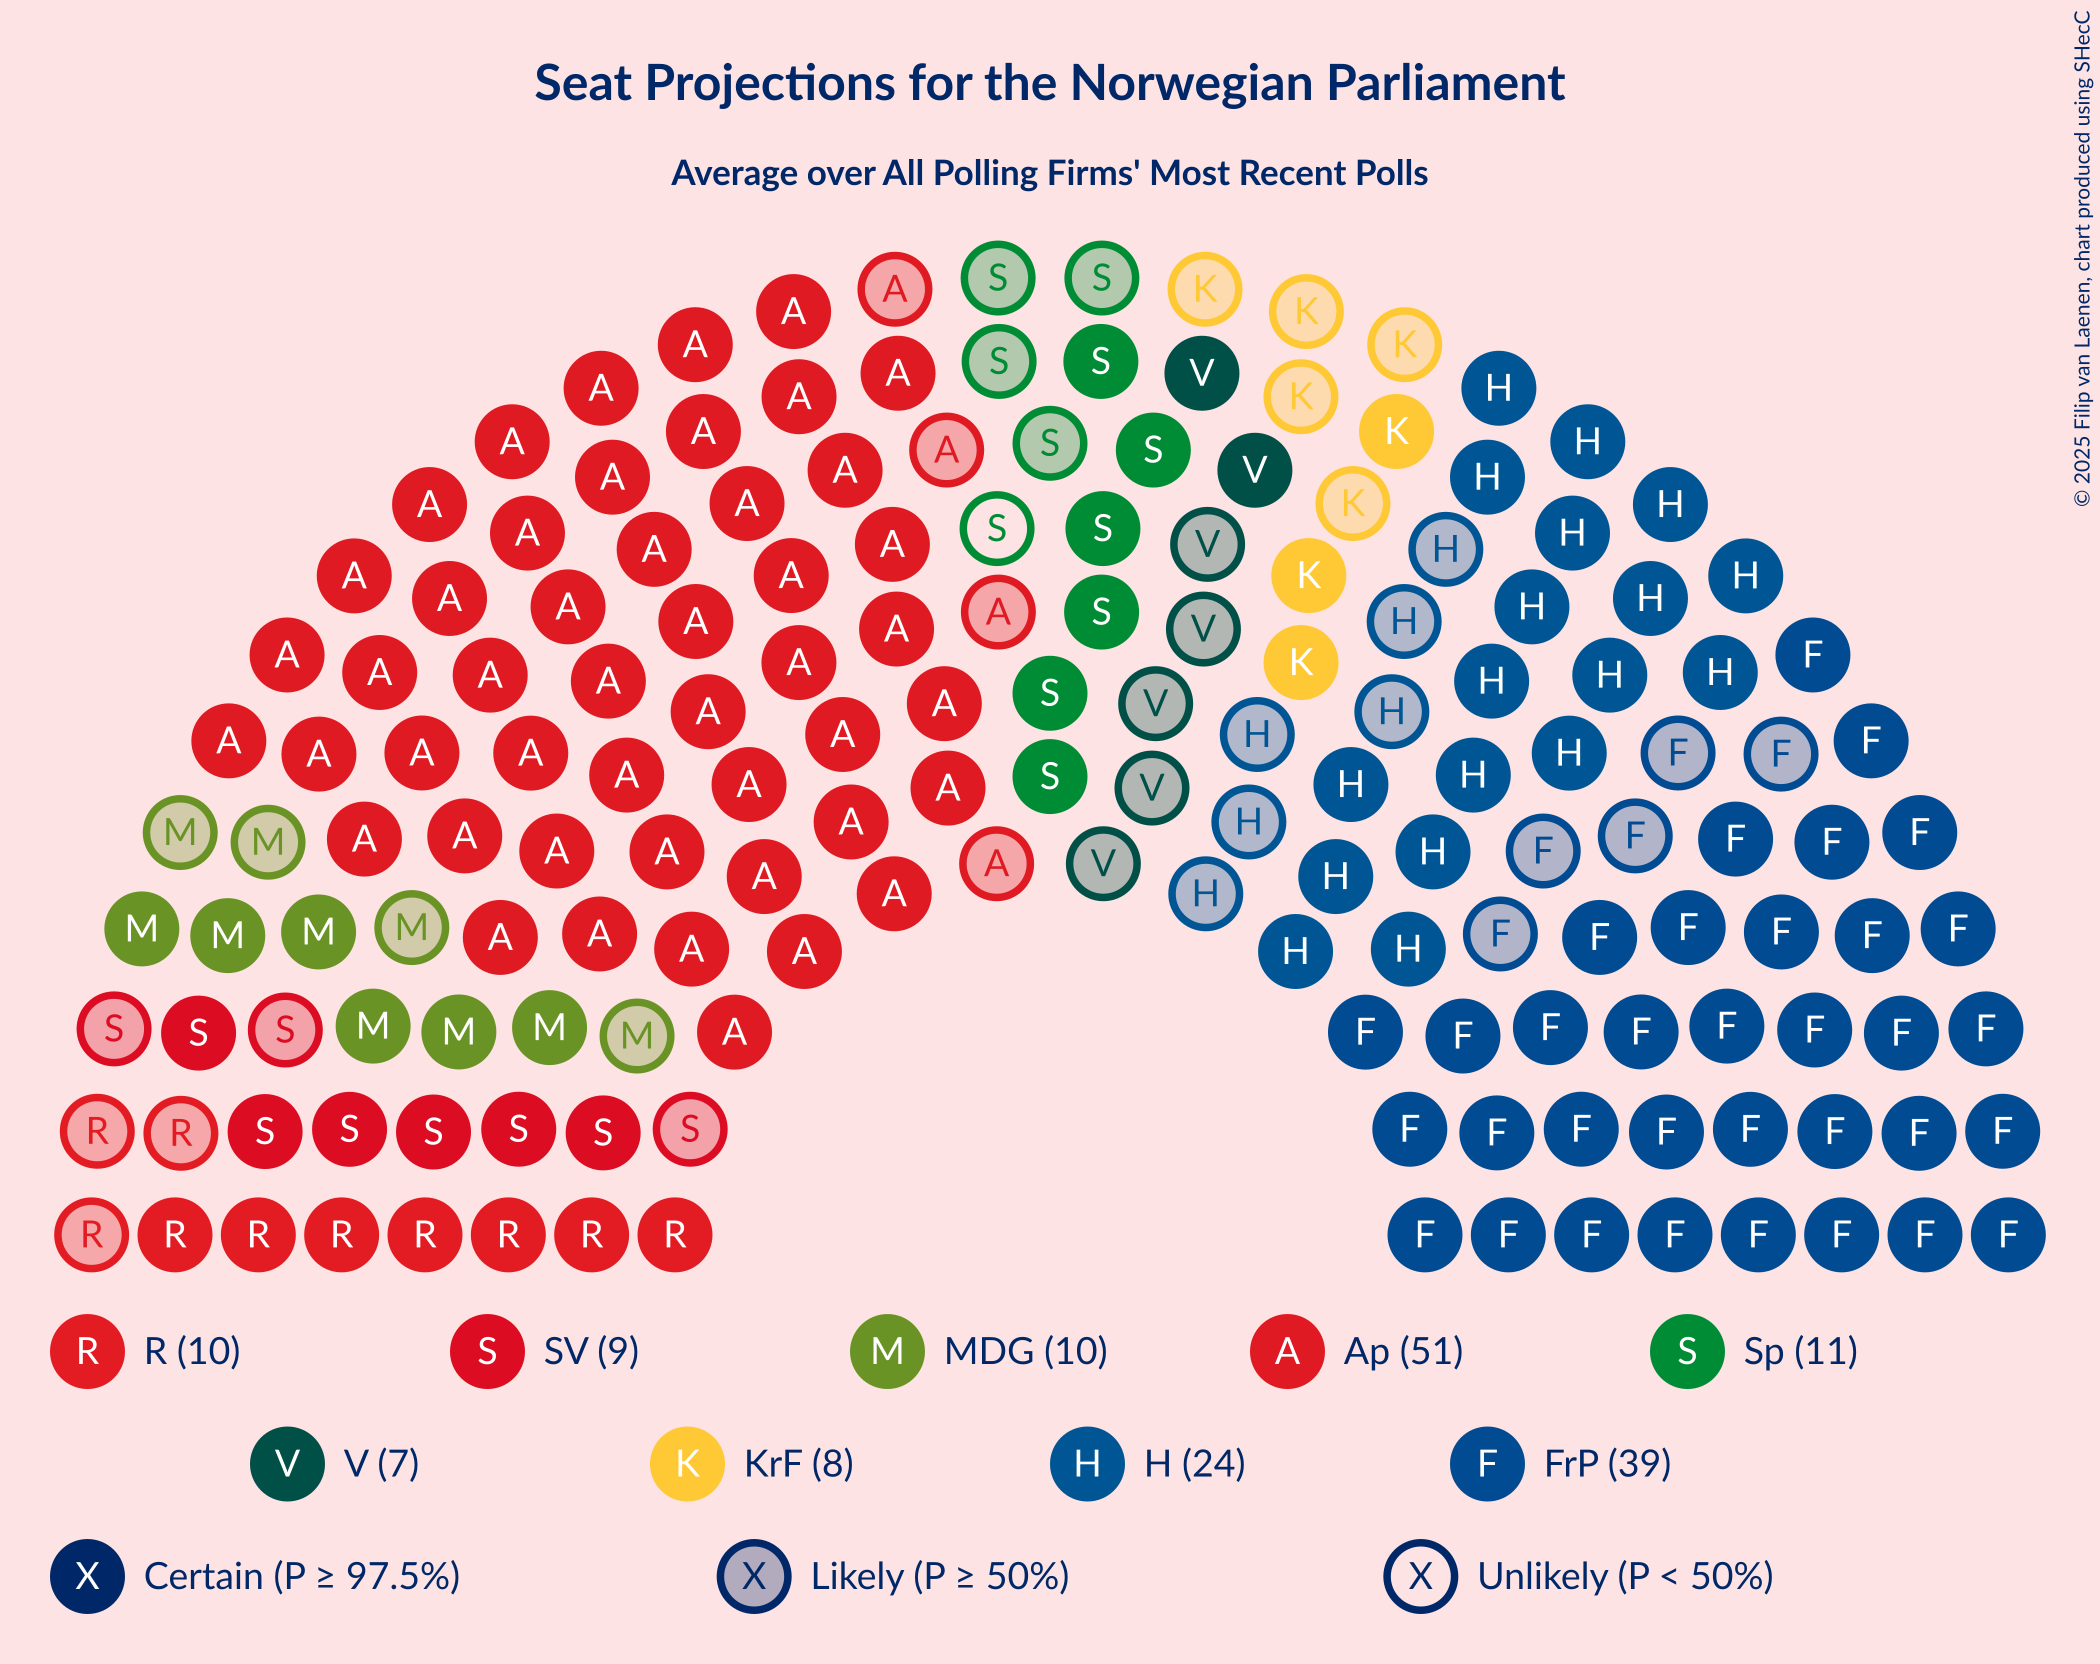 Seat Projections for the Norwegian Parliament
Average over All Polling Firms' Most Recent Polls
© 2025 Filip van Laenen, chart produced using SHecC
A S S K
A K
A A S S V K
A K K H
A A A S S V H
A A A K H
A A A S S V K H H H
A A A V K H H H
A A A A A S V H H H
A A A A A S V K H H H F
A A A A A A V H H H F F F
M M A A A A A A S V H H H H F F F F F
M M M M A A A A A A V H H H F F F F F F
S S S M M M M A F F F F F F F F
R R S S S S S S F F F F F F F F
R R R R R R R R F F F F F F F F
R R (10) S SV (9) M MDG (10) A Ap (51) S Sp (11)
V V (7) K KrF (8) H H (24) F FrP (39)
X Certain (P ≥ 97.5%) X Likely (P ≥ 50%) X Unlikely (P < 50%)